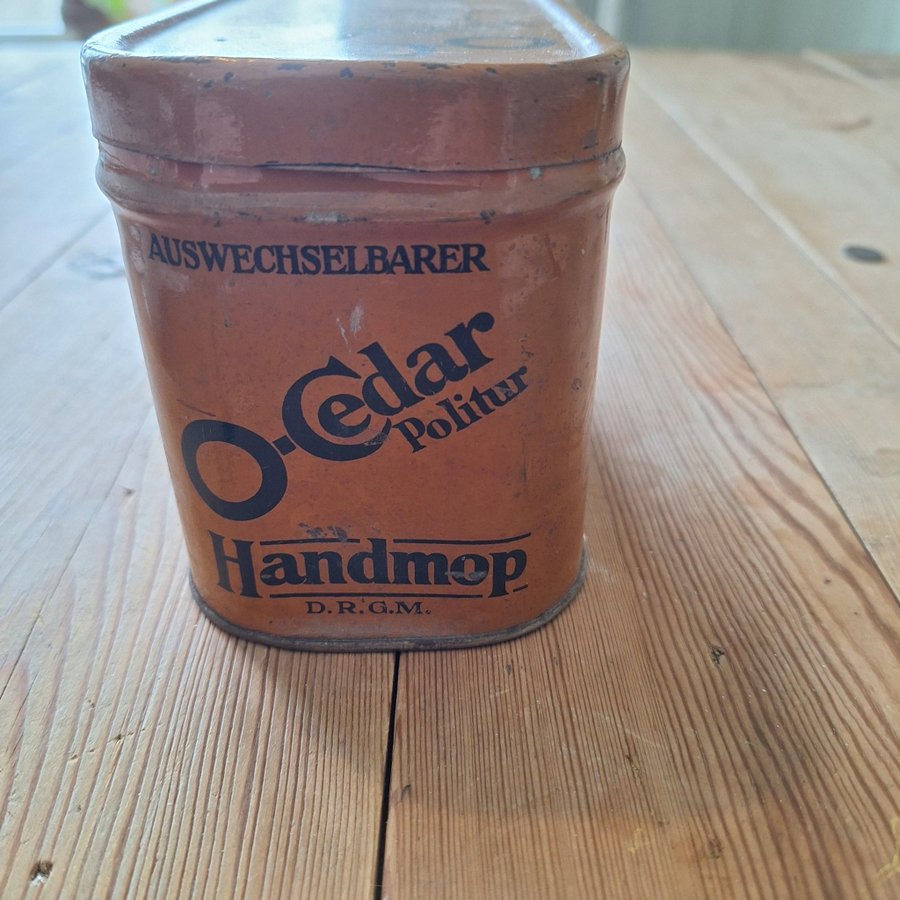 AUSWECHSELBARER
O-Cedar
Politur
Handmop
D.R.G.M.